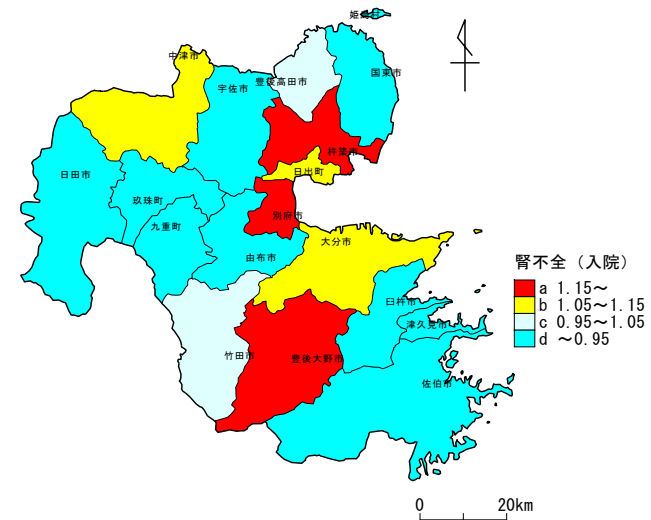 姫島村
中津市
豊後高田市
国東市
宇佐市
杵築市
日出町
日田市
玖珠町
別府市
九重町
大分市
由布市
腎不全（入院）
a 1.15～
b 1.05～1.15
c 0.95～1.05
d ～0.95
臼杵市
津久見市
竹田市
豊後大野市
佐伯市
0 20km